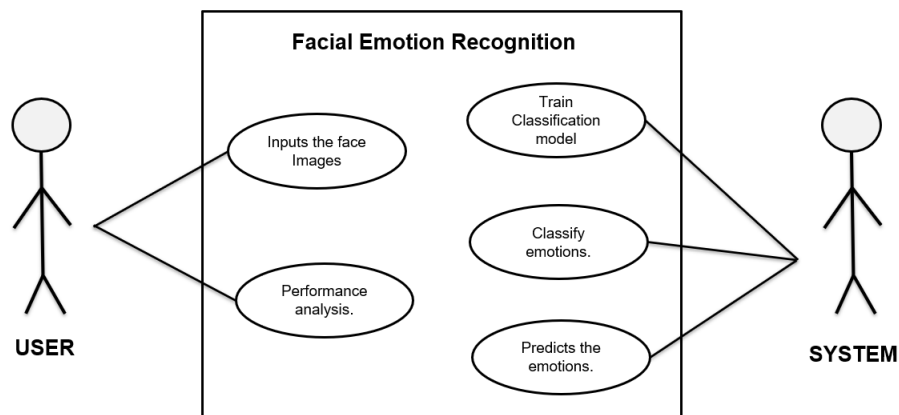 Facial Emotion Recognition
Inputs the face
Images
Performance
analysis.
USER
Train
Classification
model
Classify
emotions.
Predicts the
emotions.
SYSTEM